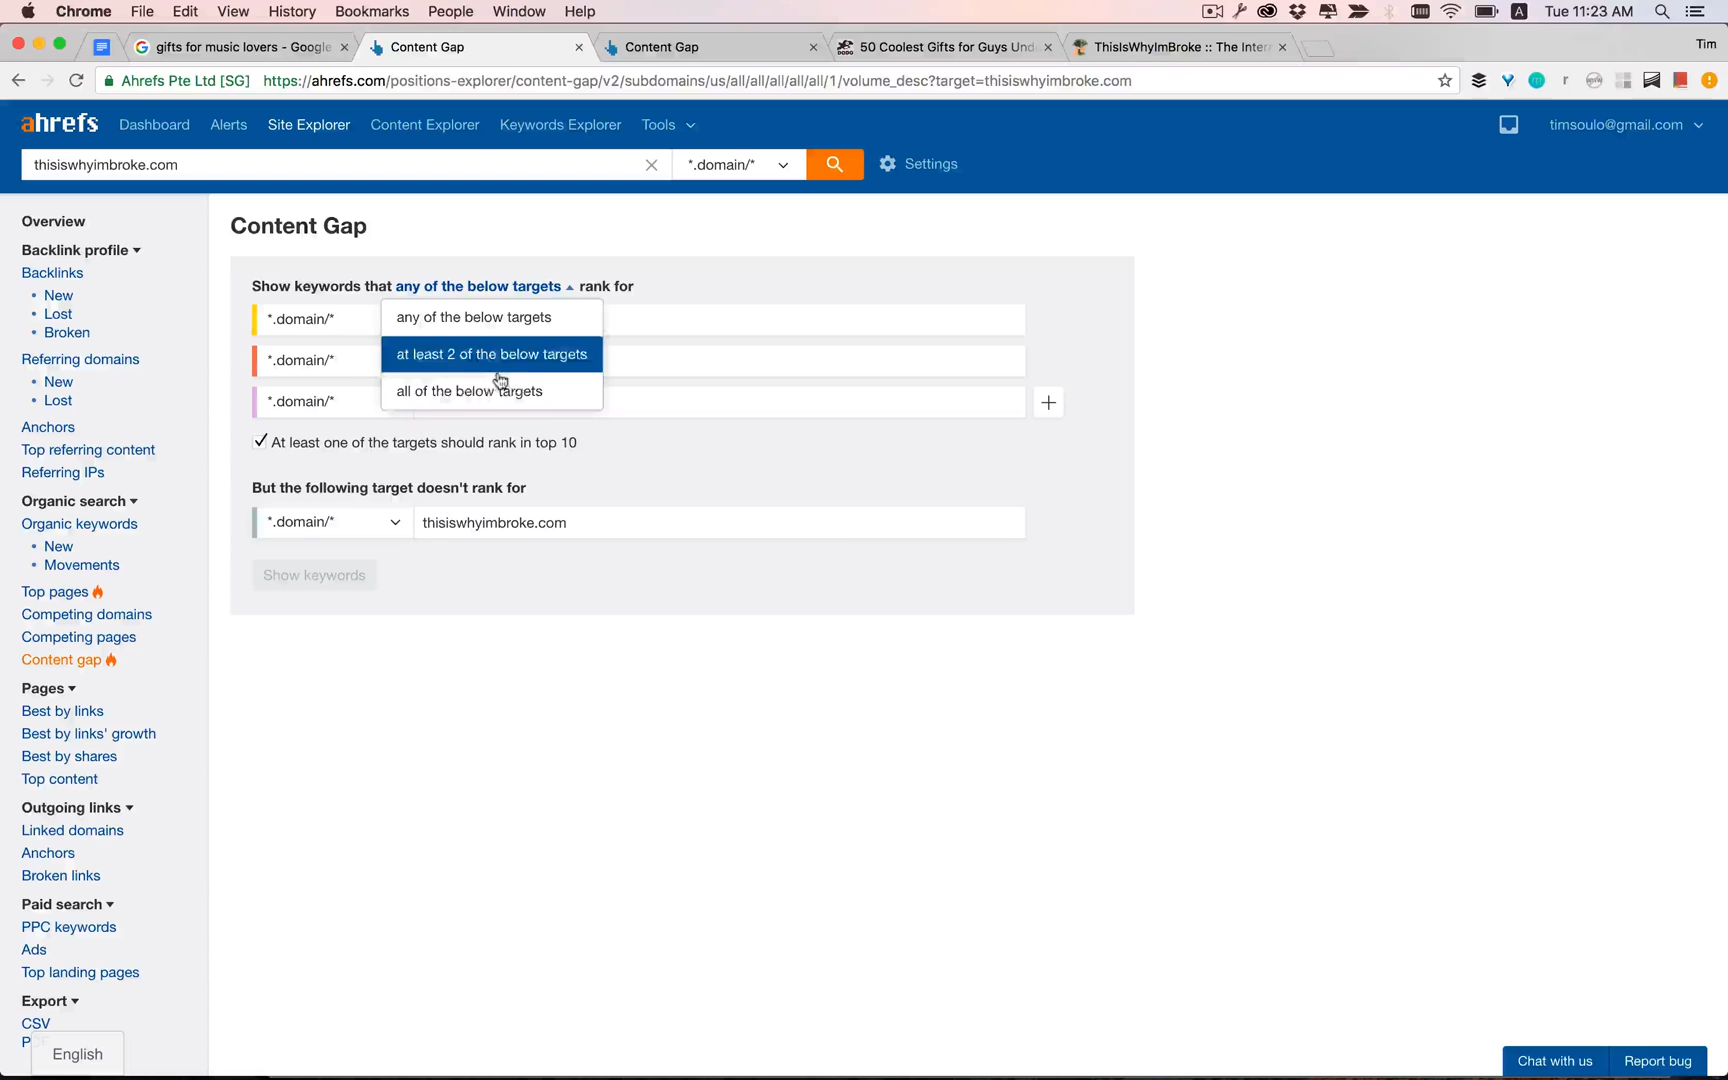 Chrome File Edit View History Bookmarks People Window Help Tue 11:23 AM
gifts for music lovers - Google Content Gap Content Gap 50 Coolest Gifts for Guys Und ThisIsWhyImBroke :: The Inter Tim
Ahrefs Pte Ltd [SG] https://ahrefs.com/positions-explorer/content-gap/v2/subdomains/us/all/all/all/all/all/1/volume_desc?target=thisiswhyimbroke.com
ahrefs Dashboard Alerts Site Explorer Content Explorer Keywords Explorer Tools timsoulo@gmail.com
thisiswhyimbroke.com *.domain/* Settings
Overview
Backlink profile
Backlinks
• New
• Lost
• Broken
Referring domains
• New
• Lost
Anchors
Top referring content
Referring IPs
Organic search
Organic keywords
• New
• Movements
Top pages
Competing domains
Competing pages
Content gap
Pages
Best by links
Best by links' growth
Best by shares
Top content
Outgoing links
Linked domains
Anchors
Broken links
Paid search
PPC keywords
Ads
Top landing pages
Export
CSV
English
Content Gap
Show keywords that any of the below targets rank for
*.domain/*
any of the below targets
*.domain/*
at least 2 of the below targets
*.domain/*
all of the below targets
At least one of the targets should rank in top 10
But the following target doesn't rank for
*.domain/* thisiswhyimbroke.com
Show keywords
Chat with us Report bug